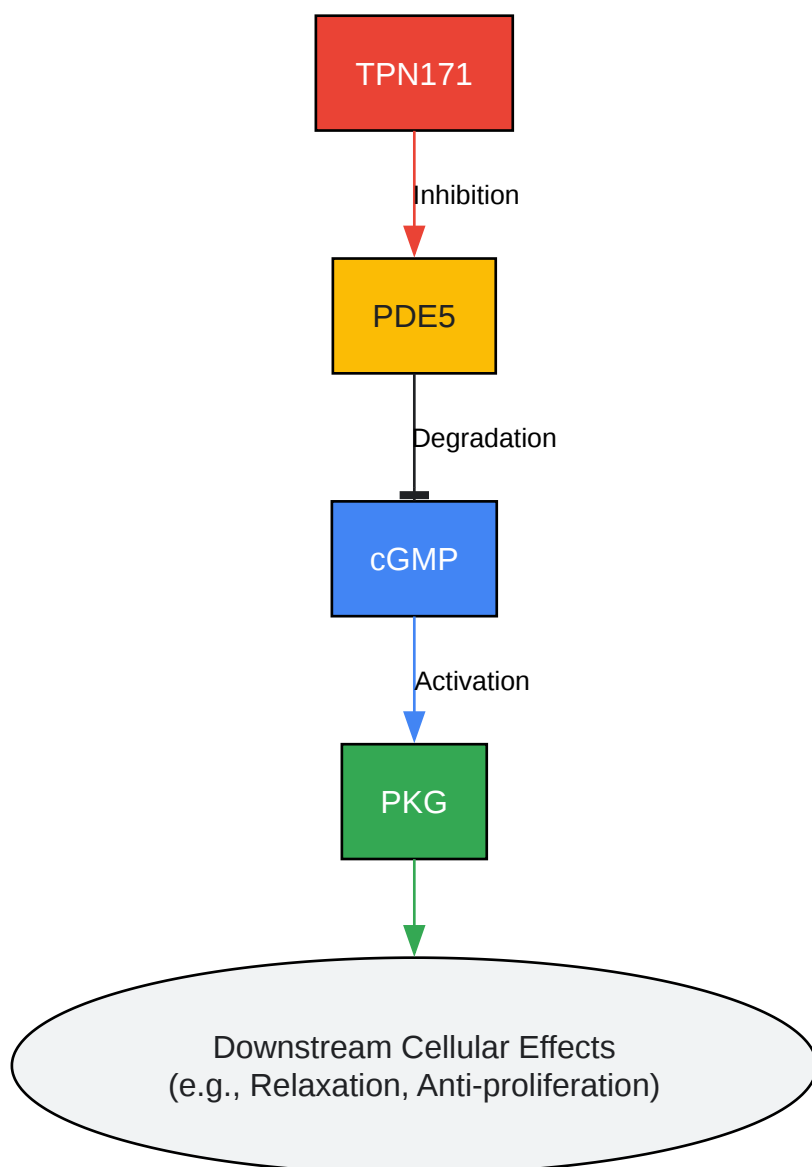 TPN171
Inhibition
PDE5
Degradation
cGMP
Activation
PKG
Downstream Cellular Effects
(e.g., Relaxation, Anti-proliferation)